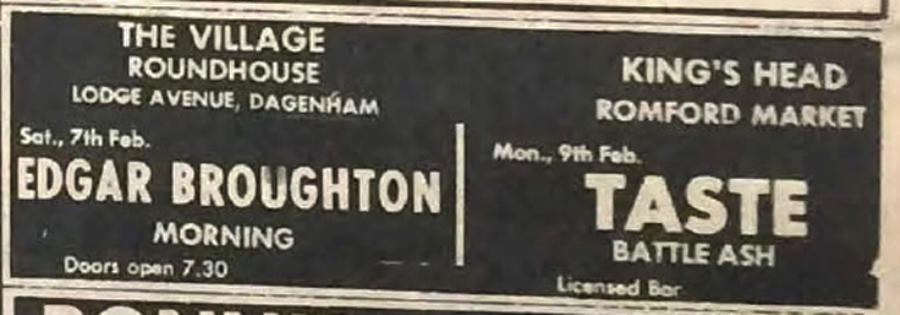 THE VILLAGE
ROUNDHOUSE
LODGE AVENUE, DAGENHAM
Sat., 7th Feb.
EDGAR BROUGHTON
MORNING
Doors open 7.30
KING'S HEAD
ROMFORD MARKET
Mon., 9th Feb.
TASTE
BATTLE ASH
Licensed Bar